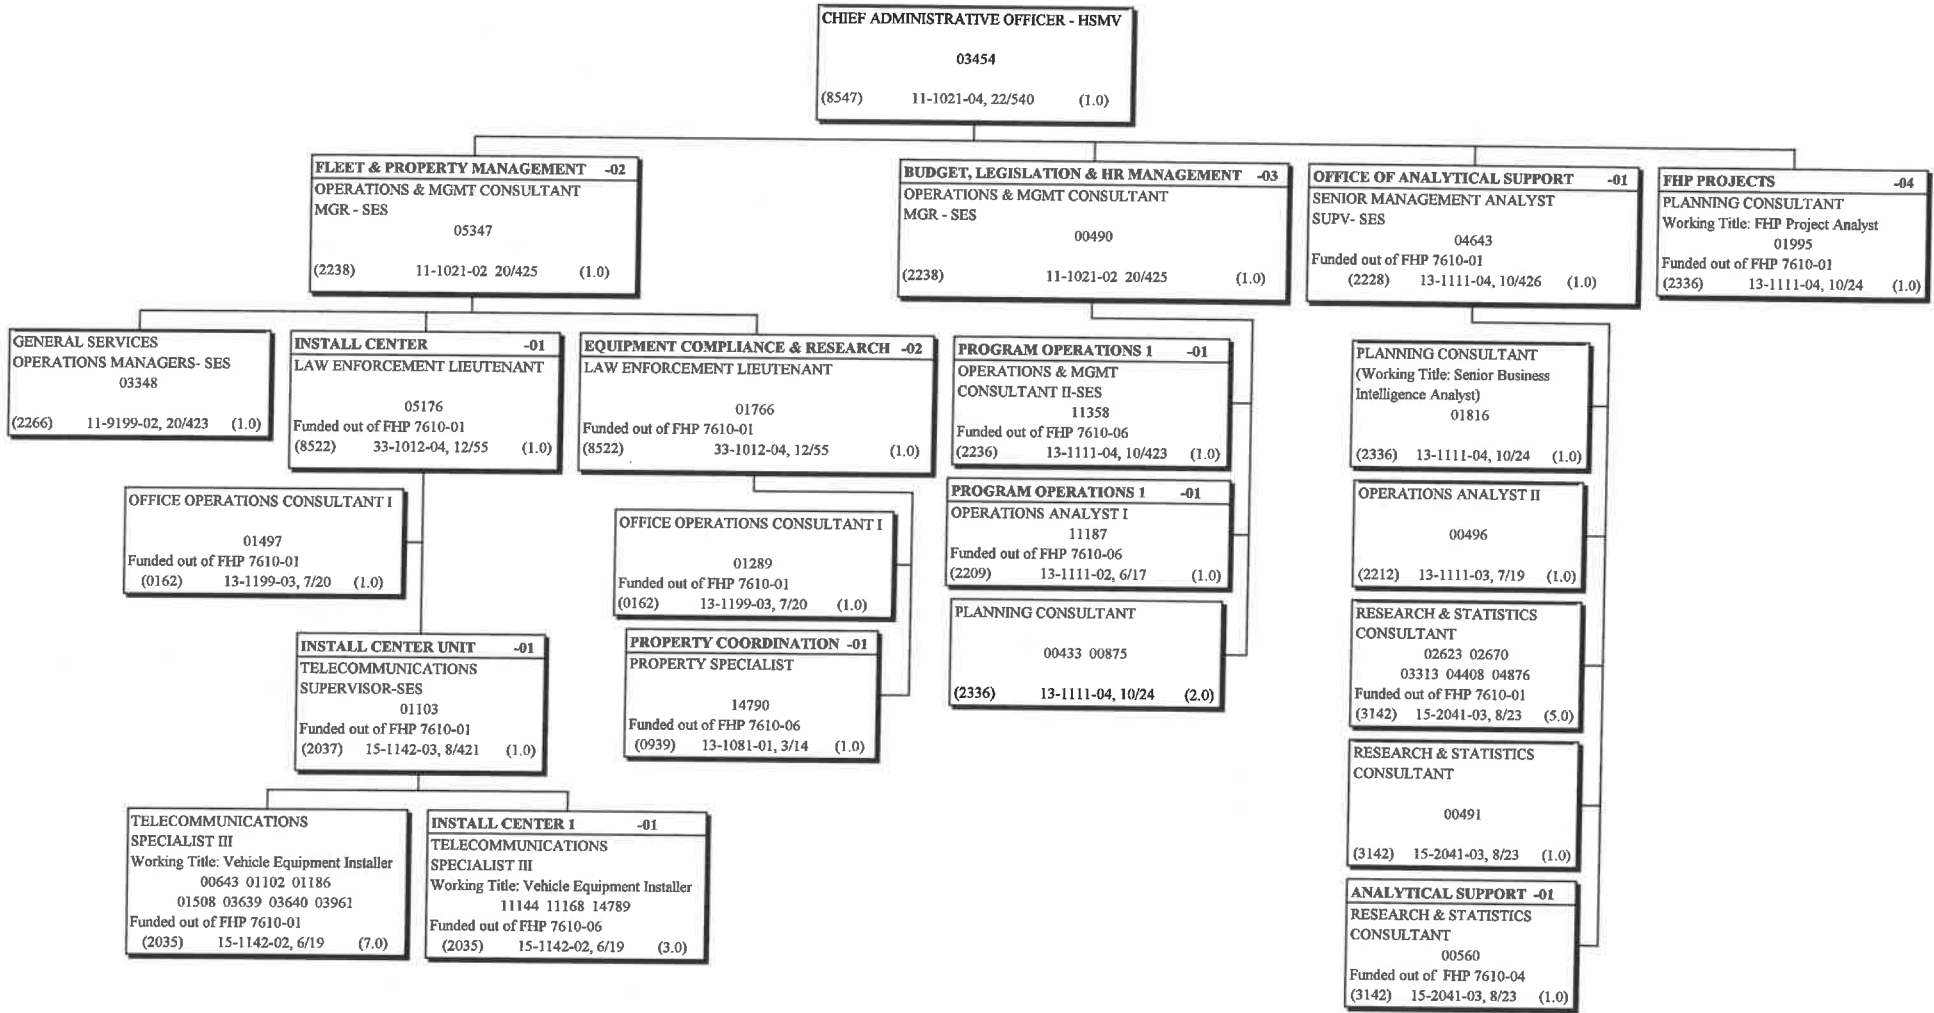 CHIEF ADMINISTRATIVE OFFICER - HSMV
03454
(8547) 11-1021-04, 22/540 (1.0)
FLEET & PROPERTY MANAGEMENT -02
OPERATIONS & MGMT CONSULTANT
MGR - SES
05347
(2238) 11-1021-02 20/425 (1.0)
BUDGET, LEGISLATION & HR MANAGEMENT -03
OPERATIONS & MGMT CONSULTANT
MGR - SES
00490
(2238) 11-1021-02 20/425 (1.0)
OFFICE OF ANALYTICAL SUPPORT -01
SENIOR MANAGEMENT ANALYST
SUPV- SES
04643
Funded out of FHP 7610-01
(2228) 13-1111-04, 10/426 (1.0)
FHP PROJECTS -04
PLANNING CONSULTANT
Working Title: FHP Project Analyst
01995
Funded out of FHP 7610-01
(2336) 13-1111-04, 10/24 (1.0)
GENERAL SERVICES
OPERATIONS MANAGERS- SES
03348
(2266) 11-9199-02, 20/423 (1.0)
INSTALL CENTER -01
LAW ENFORCEMENT LIEUTENANT
05176
Funded out of FHP 7610-01
(8522) 33-1012-04, 12/55 (1.0)
EQUIPMENT COMPLIANCE & RESEARCH -02
LAW ENFORCEMENT LIEUTENANT
01766
Funded out of FHP 7610-01
(8522) 33-1012-04, 12/55 (1.0)
PROGRAM OPERATIONS 1 -01
OPERATIONS & MGMT
CONSULTANT II-SES
11358
Funded out of FHP 7610-06
(2236) 13-1111-04, 10/423 (1.0)
PLANNING CONSULTANT
(Working Title: Senior Business
Intelligence Analyst)
01816
(2336) 13-1111-04, 10/24 (1.0)
OFFICE OPERATIONS CONSULTANT I
01497
Funded out of FHP 7610-01
(0162) 13-1199-03, 7/20 (1.0)
OFFICE OPERATIONS CONSULTANT I
01289
Funded out of FHP 7610-01
(0162) 13-1199-03, 7/20 (1.0)
PROGRAM OPERATIONS 1 -01
OPERATIONS ANALYST I
11187
Funded out of FHP 7610-06
(2209) 13-1111-02, 6/17 (1.0)
OPERATIONS ANALYST II
00496
(2212) 13-1111-03, 7/19 (1.0)
INSTALL CENTER UNIT -01
TELECOMMUNICATIONS
SUPERVISOR-SES
01103
Funded out of FHP 7610-01
(2037) 15-1142-03, 8/421 (1.0)
PROPERTY COORDINATION -01
PROPERTY SPECIALIST
14790
Funded out of FHP 7610-06
(0939) 13-1081-01, 3/14 (1.0)
PLANNING CONSULTANT
00433 00875
(2336) 13-1111-04, 10/24 (2.0)
RESEARCH & STATISTICS
CONSULTANT
02623 02670
03313 04408 04876
Funded out of FHP 7610-01
(3142) 15-2041-03, 8/23 (5.0)
RESEARCH & STATISTICS
CONSULTANT
00491
(3142) 15-2041-03, 8/23 (1.0)
TELECOMMUNICATIONS
SPECIALIST III
Working Title: Vehicle Equipment Installer
00643 01102 01186
01508 03639 03640 03961
Funded out of FHP 7610-01
(2035) 15-1142-02, 6/19 (7.0)
INSTALL CENTER 1 -01
TELECOMMUNICATIONS
SPECIALIST III
Working Title: Vehicle Equipment Installer
11144 11168 14789
Funded out of FHP 7610-06
(2035) 15-1142-02, 6/19 (3.0)
ANALYTICAL SUPPORT -01
RESEARCH & STATISTICS
CONSULTANT
00560
Funded out of FHP 7610-04
(3142) 15-2041-03, 8/23 (1.0)